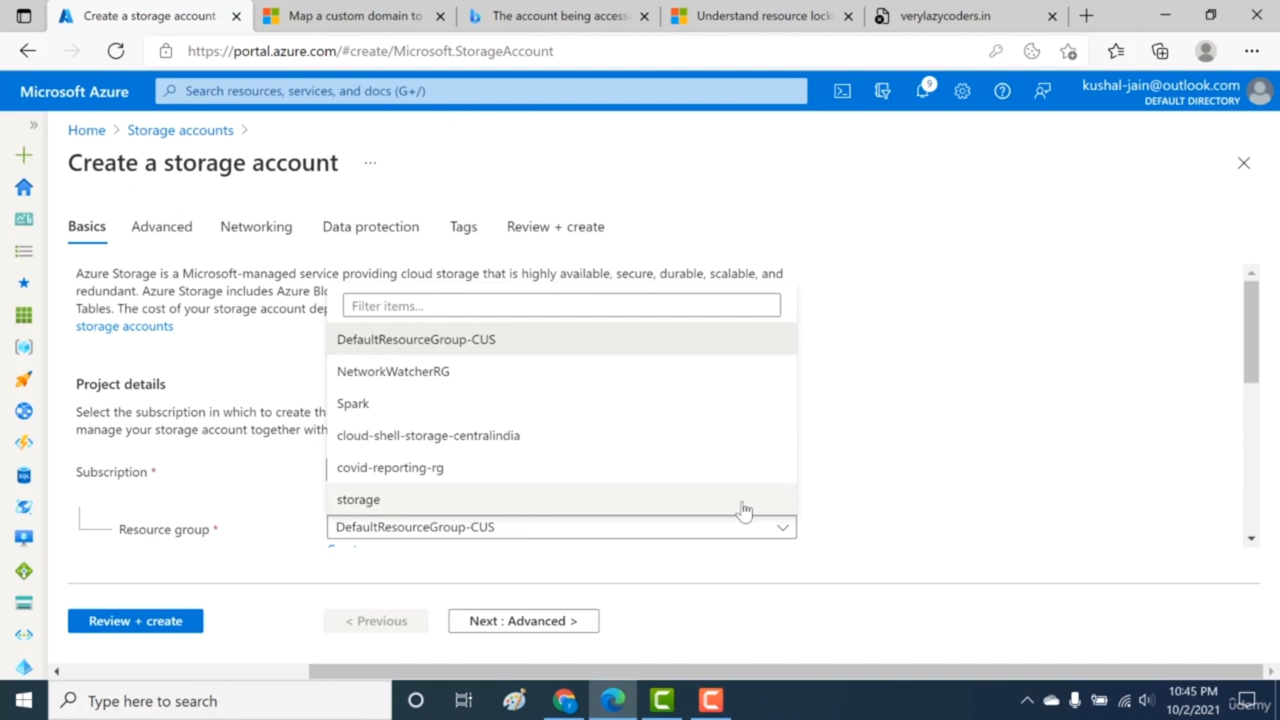 Create a storage account
Map a custom domain to
The account being access
Understand resource lock
verylazycoders.in
https://portal.azure.com/#create/Microsoft.StorageAccount
Microsoft Azure
Search resources, services, and docs (G+/)
9
kushal-jain@outlook.com
DEFAULT DIRECTORY
Home > Storage accounts >
Create a storage account
Basics
Advanced
Networking
Data protection
Tags
Review + create
Azure Storage is a Microsoft-managed service providing cloud storage that is highly available, secure, durable, scalable, and
redundant. Azure Storage includes Azure Blo
Tables. The cost of your storage account dep
storage accounts
Filter items...
DefaultResourceGroup-CUS
NetworkWatcherRG
Spark
cloud-shell-storage-centralindia
covid-reporting-rg
storage
Project details
Select the subscription in which to create the
manage your storage account together with
Subscription *
Resource group *
DefaultResourceGroup-CUS
Review + create
< Previous
Next : Advanced >
Type here to search
10:45 PM
10/2/2021
udemy